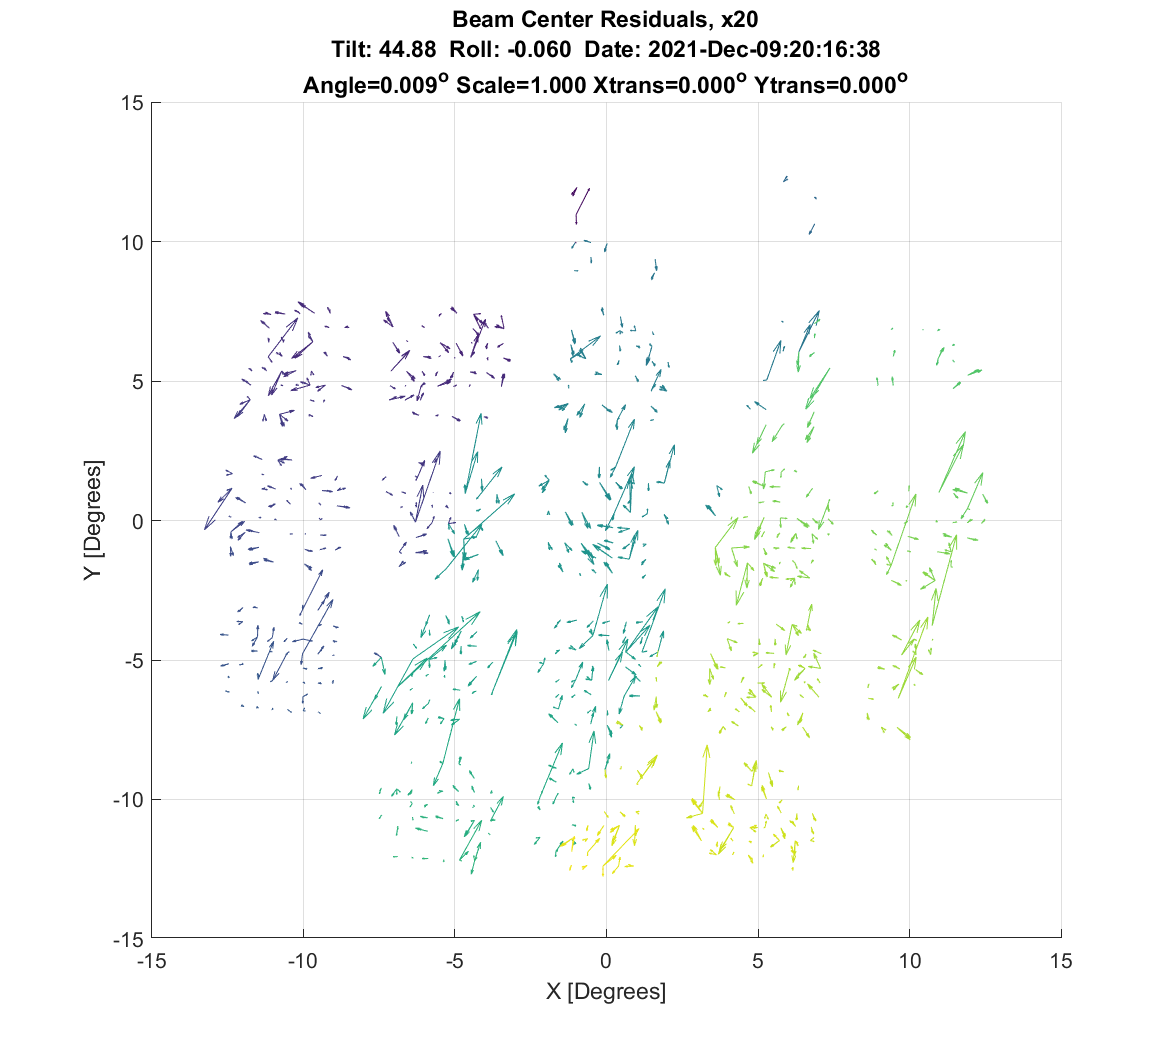 Beam Center Residuals, x20
Tilt: 44.88 Roll: -0.060 Date: 2021-Dec-09:20:16:38
Angle=0.009° Scale=1.000 Xtrans=0.000° Ytrans=0.000°
15
10
5
0
-5
-10
-15
Y [Degrees]
-15 -10 -5 0 5 10 15
X [Degrees]